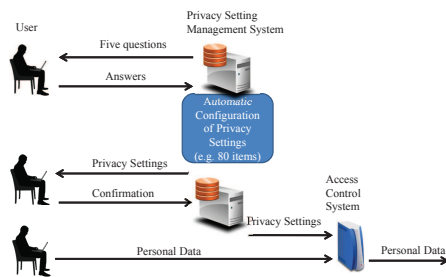 User
Privacy Setting
Management System
Five questions
Answers
Automatic
Configuration
of Privacy
Settings
(e.g. 80 items)
Privacy Settings
Confirmation
Access
Control
System
Privacy Settings
Personal Data
Personal Data